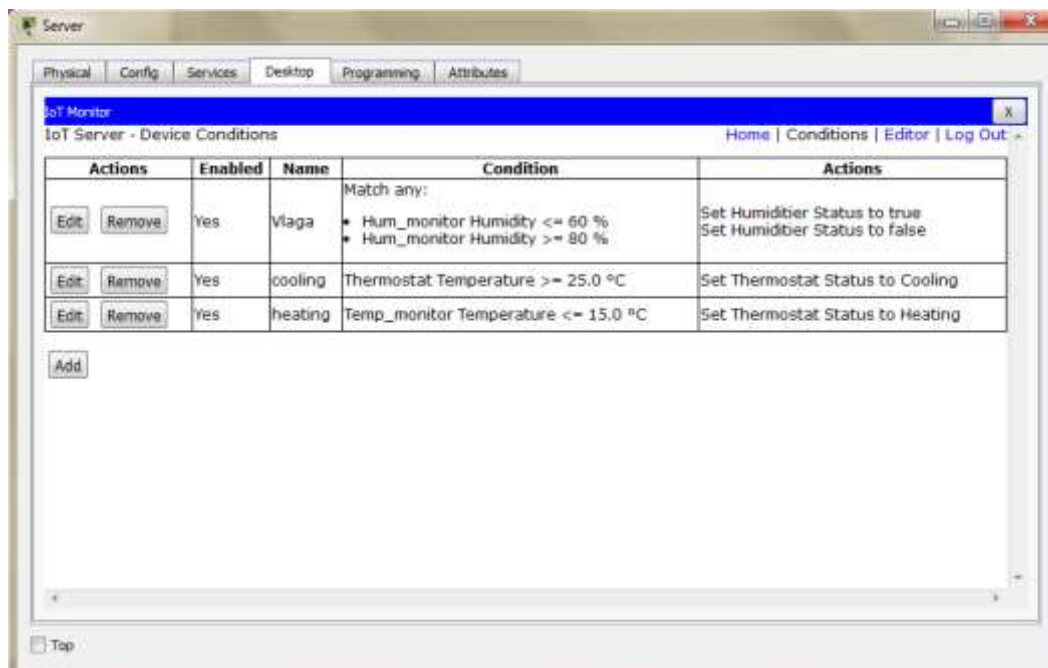 Server
Physical Config Services Desktop Programming Attributes
IoT Monitor X
IoT Server - Device Conditions Home | Conditions | Editor | Log Out
Actions Enabled Name Condition Actions
Edit Remove Yes Vlaga Match any:
• Hum_monitor Humidity <= 60 %
• Hum_monitor Humidity >= 80 %
Set Humiditier Status to true
Set Humiditier Status to false
Edit Remove Yes cooling Thermostat Temperature >= 25.0 °C Set Thermostat Status to Cooling
Edit Remove Yes heating Temp_monitor Temperature <= 15.0 °C Set Thermostat Status to Heating
Add
Top